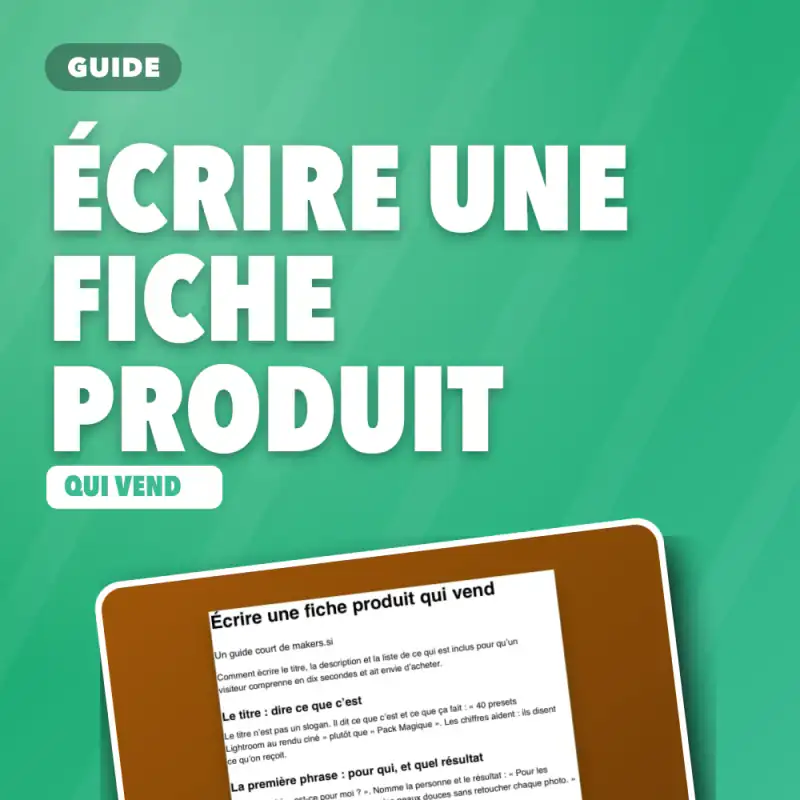 GUIDE
ÉCRIRE UNE
FICHE
PRODUIT
QUI VEND
Écrire une fiche produit qui vend
Un guide court de makers.si
Comment écrire le titre, la description et la liste de ce qui est inclus pour qu'un
visiteur comprenne en dix secondes et ait envie d'acheter.
Le titre : dire ce que c'est
Le titre n'est pas un slogan. Il dit ce que c'est et ce que ça fait : « 40 presets
Lightroom au rendu ciné » plutôt que « Pack Magique ». Les chiffres aident : ils disent
ce qu'on reçoit.
La première phrase : pour qui, et quel résultat
est-ce pour moi ? ». Nomme la personne et le résultat : « Pour les
peaux douces sans retoucher chaque photo. »